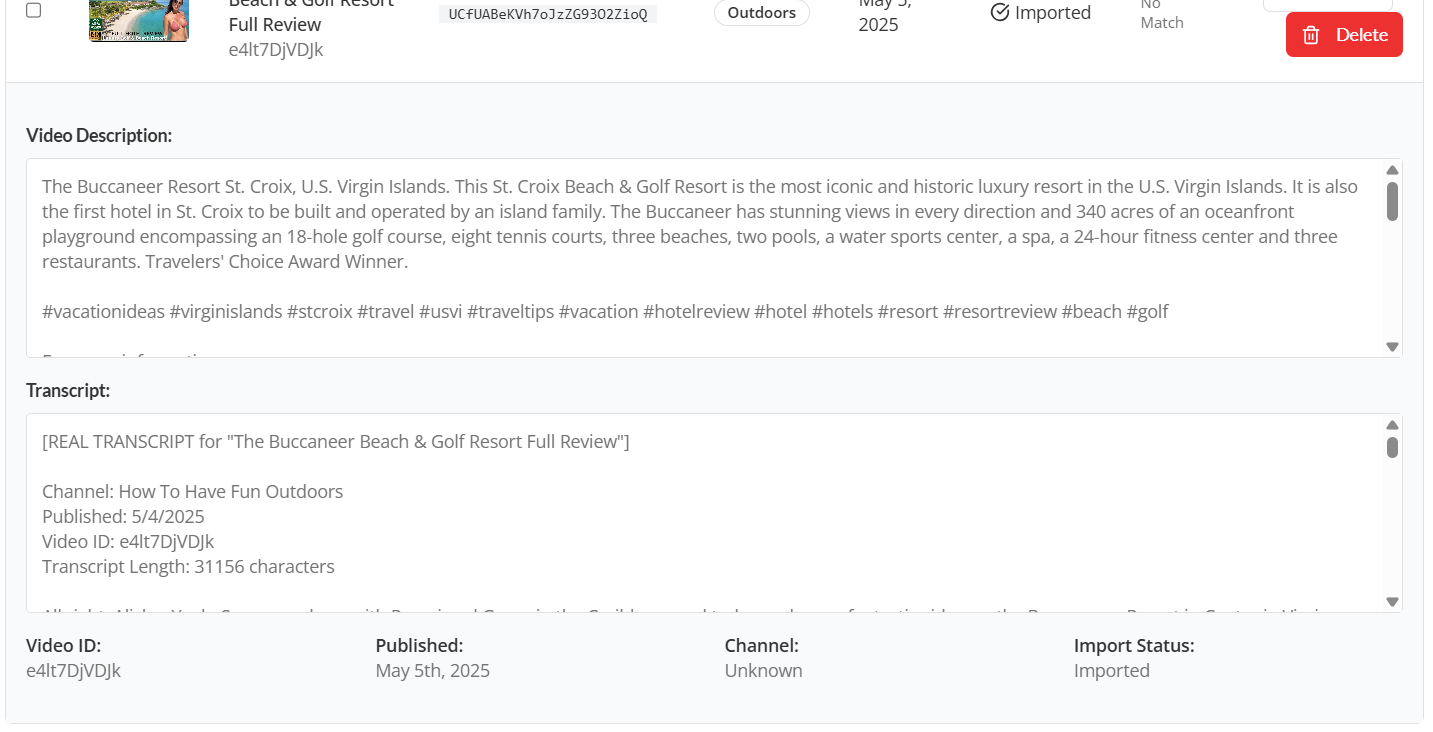 Beach & Golf Resort
Full Review
e4lt7DjVDJk
UCfUABeKVh7oJzZG93O2ZioQ
Outdoors
May 5,
2025
Imported
No
Match
Delete
Video Description:
The Buccaneer Resort St. Croix, U.S. Virgin Islands. This St. Croix Beach & Golf Resort is the most iconic and historic luxury resort in the U.S. Virgin Islands. It is also
the first hotel in St. Croix to be built and operated by an island family. The Buccaneer has stunning views in every direction and 340 acres of an oceanfront
playground encompassing an 18-hole golf course, eight tennis courts, three beaches, two pools, a water sports center, a spa, a 24-hour fitness center and three
restaurants. Travelers' Choice Award Winner.
#vacationideas #virginislands #stcroix #travel #usvi #traveltips #vacation #hotelreview #hotel #hotels #resort #resortreview #beach #golf
Transcript:
[REAL TRANSCRIPT for "The Buccaneer Beach & Golf Resort Full Review"]
Channel: How To Have Fun Outdoors
Published: 5/4/2025
Video ID: e4lt7DjVDJk
Transcript Length: 31156 characters
Video ID:
e4lt7DjVDJk
Published:
May 5th, 2025
Channel:
Unknown
Import Status:
Imported